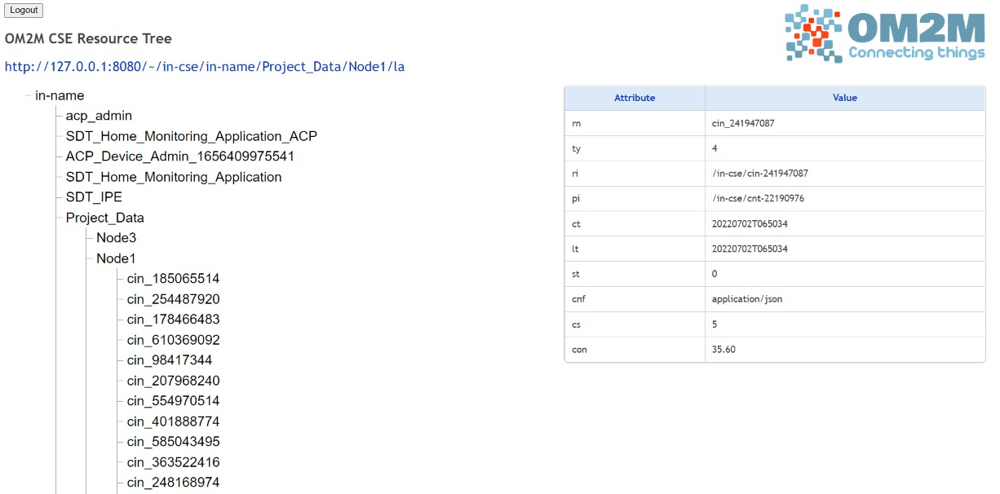 Logout
OM2M
Connecting things
OM2M CSE Resource Tree
http://127.0.0.1:8080/~/in-cse/in-name/Project_Data/Node1/la
in-name
acp_admin
SDT_Home_Monitoring_Application_ACP
ACP_Device_Admin_1656409975541
SDT_Home_Monitoring_Application
SDT_IPE
Project_Data
Node3
Node1
cin_185065514
cin_254487920
cin_178466483
cin_610369092
cin_98417344
cin_207968240
cin_554970514
cin_401888774
cin_585043495
cin_363522416
cin_248168974
Attribute Value
rn cin_241947087
ty 4
ri /in-cse/cin-241947087
pi /in-cse/cnt-22190976
ct 20220702T065034
lt 20220702T065034
st 0
cnf application/json
cs 5
con 35.60